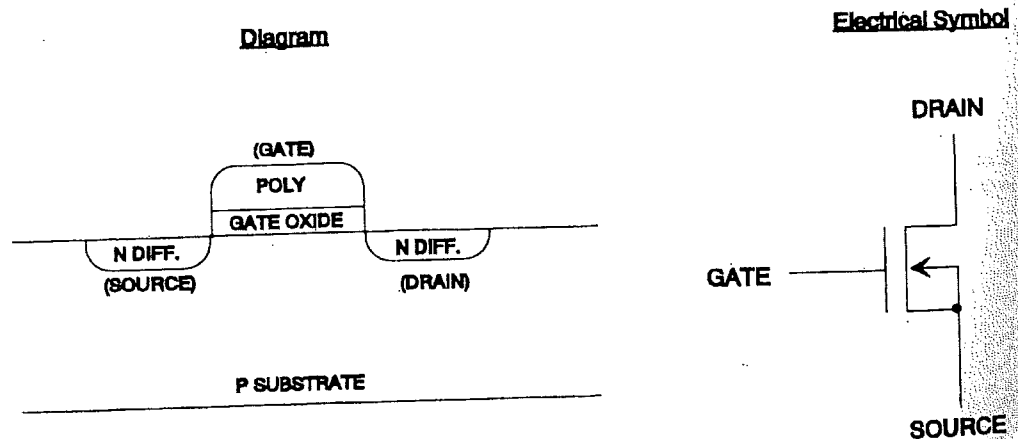 Diagram
Electrical Symbol
DRAIN
(GATE)
POLY
GATE OXIDE
N DIFF.
N DIFF.
(SOURCE)
(DRAIN)
GATE
P SUBSTRATE
SOURCE